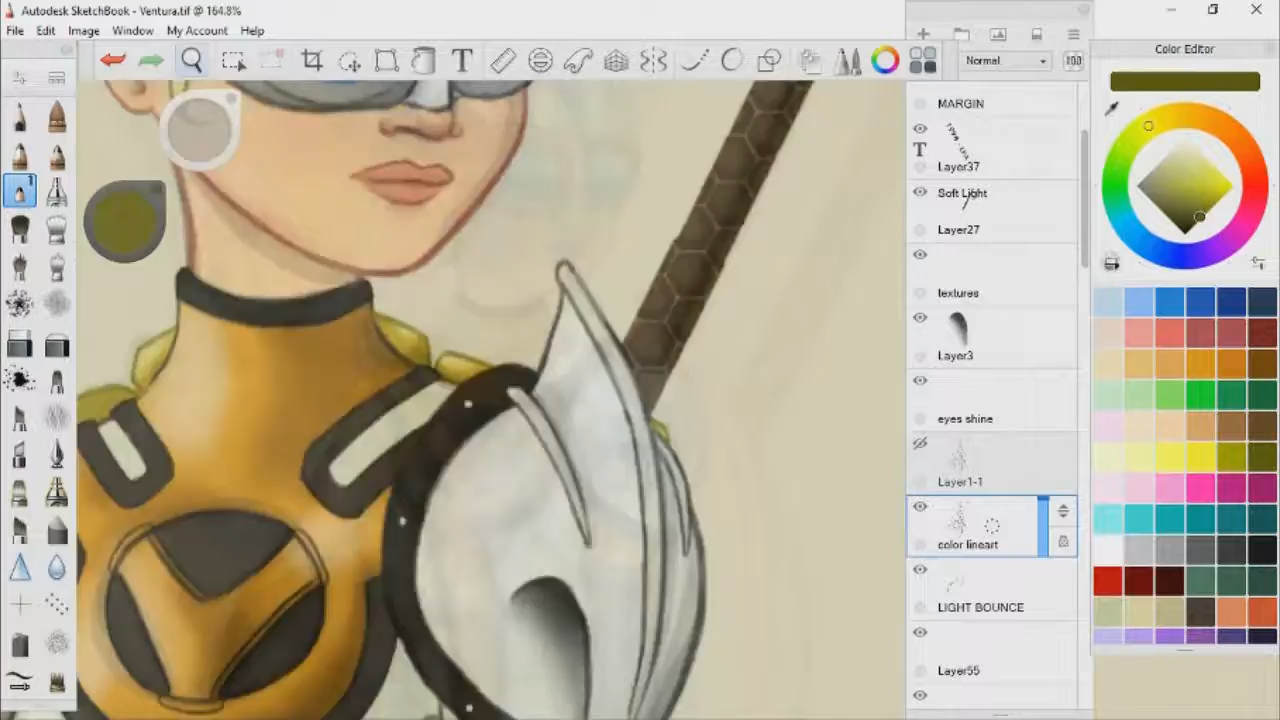 Autodesk SketchBook - Ventura.tif @ 164.8%
File Edit Image Window My Account Help
T
Normal
100
Color Editor
MARGIN
T
Layer37
Soft Light
Layer27
textures
Layer3
eyes shine
Layer1-1
color lineart
LIGHT BOUNCE
Layer55